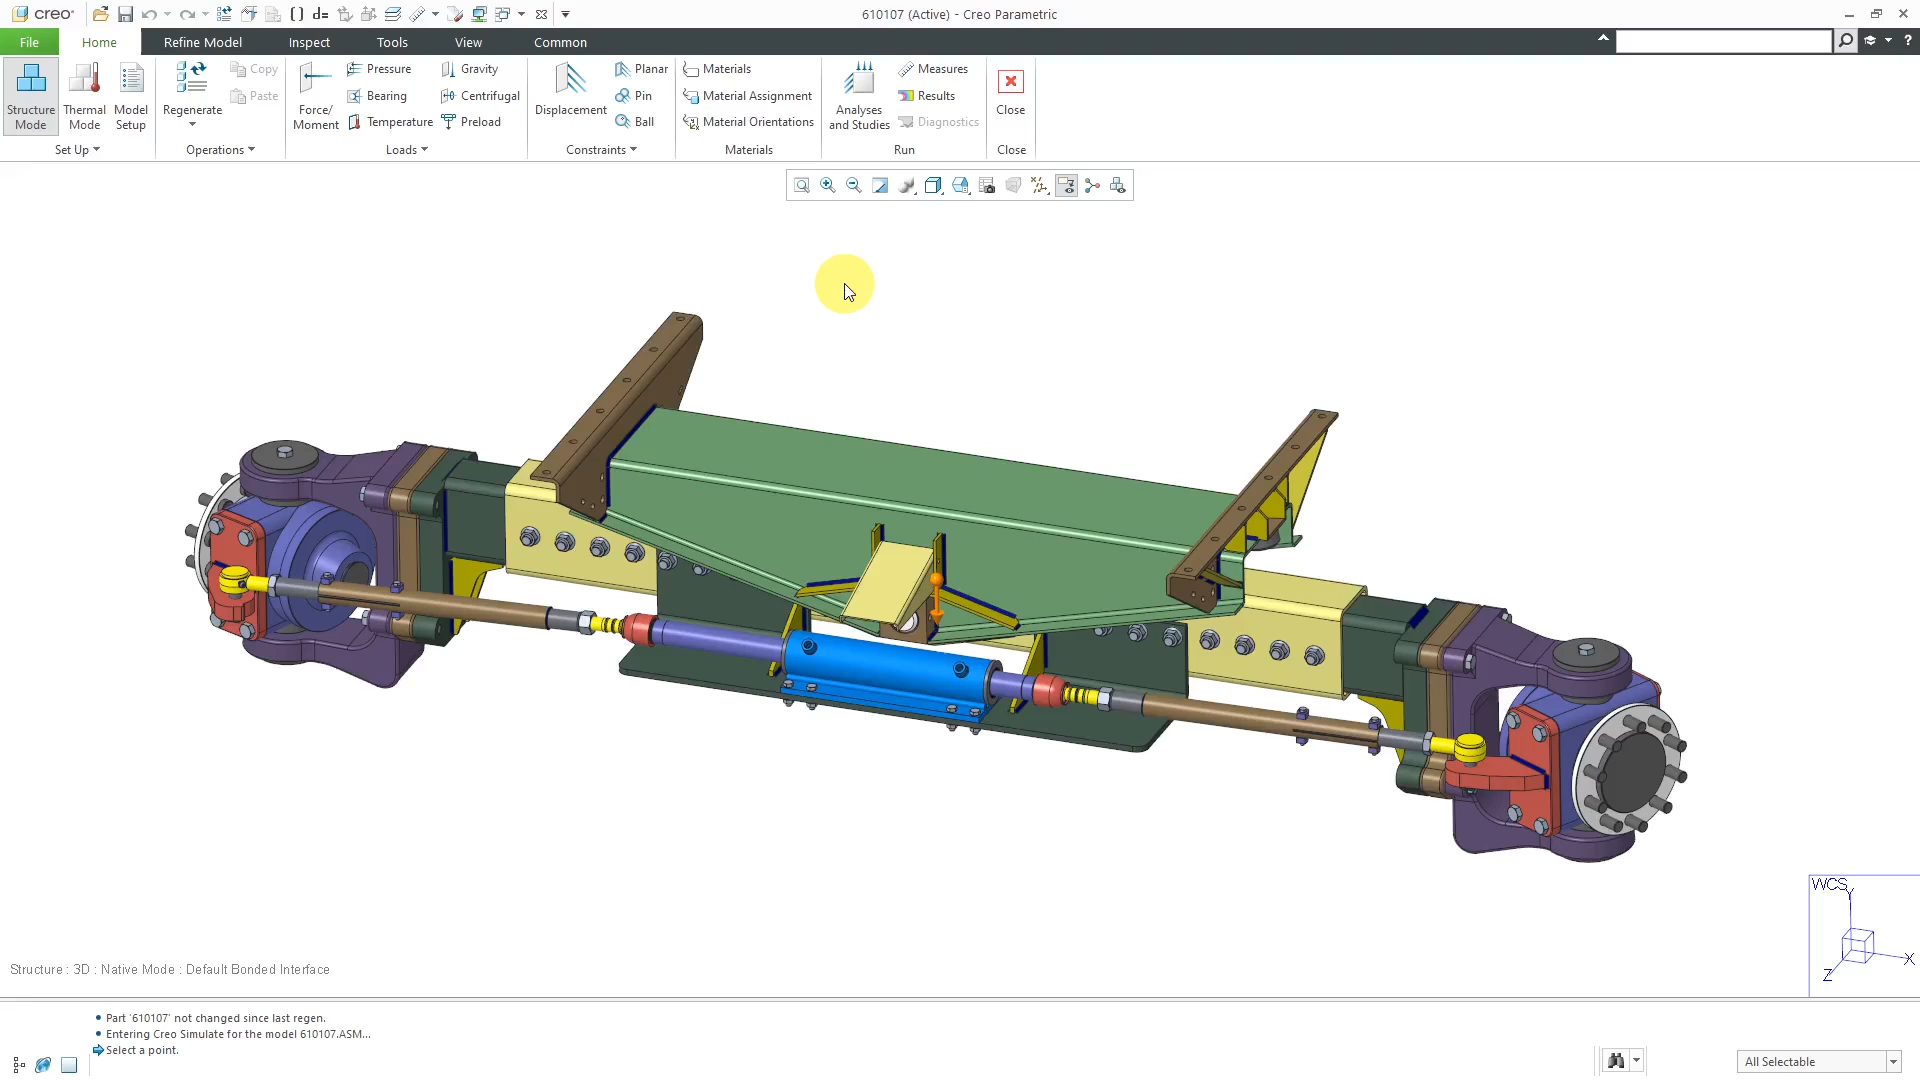 creo
610107 (Active) - Creo Parametric
File
Home
Refine Model
Inspect
Tools
View
Common
Structure Mode
Thermal Mode
Model Setup
Set Up
Regenerate
Copy
Paste
Operations
Force/ Moment
Pressure
Bearing
Temperature
Gravity
Centrifugal
Preload
Loads
Displacement
Planar
Pin
Ball
Constraints
Materials
Material Assignment
Material Orientations
Materials
Analyses and Studies
Measures
Results
Diagnostics
Run
Close
Close
WCS
Y
X
Z
Structure : 3D : Native Mode : Default Bonded Interface
• Part '610107' not changed since last regen.
• Entering Creo Simulate for the model 610107.ASM...
Select a point.
All Selectable